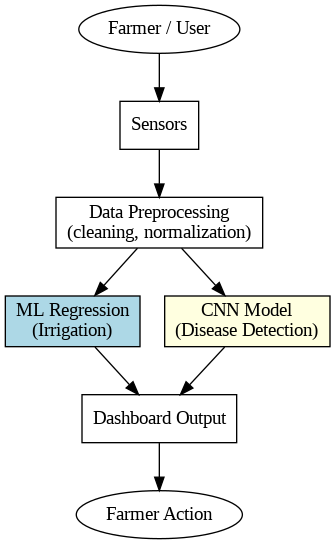 Farmer / User
Sensors
Data Preprocessing
(cleaning, normalization)
ML Regression
(Irrigation)
CNN Model
(Disease Detection)
Dashboard Output
Farmer Action